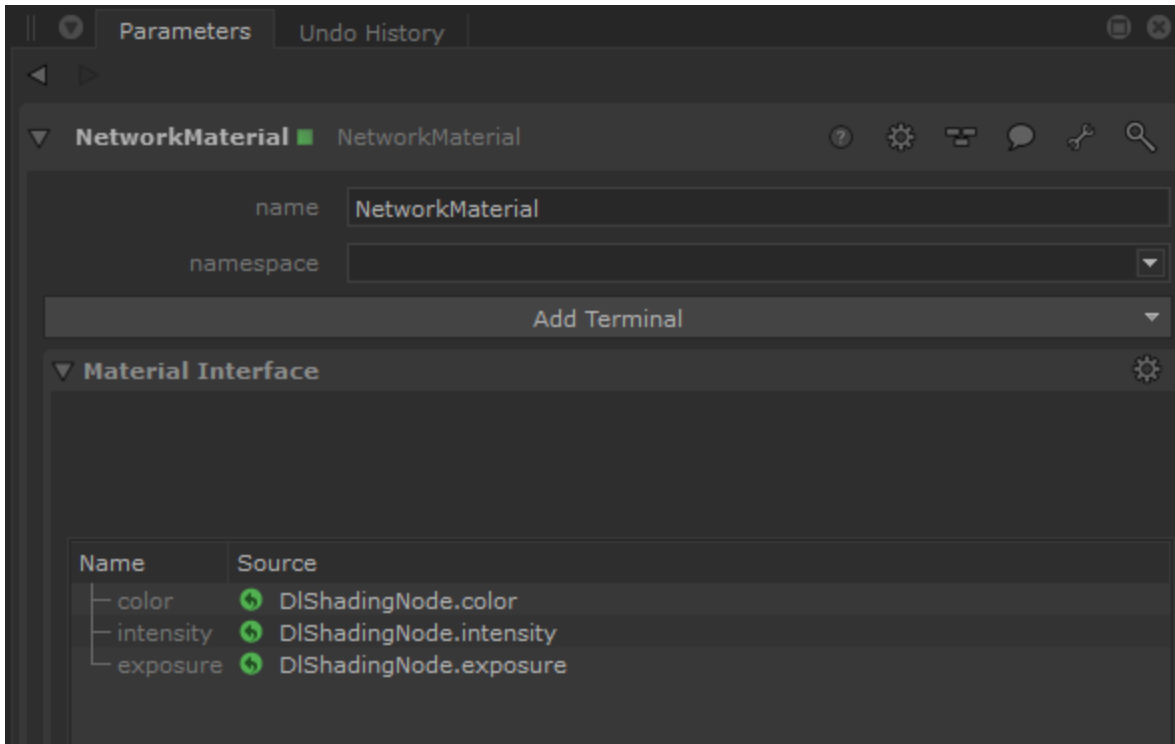 Parameters Undo History
NetworkMaterial NetworkMaterial
name NetworkMaterial
namespace
Add Terminal
Material Interface
Name Source
color DlShadingNode.color
intensity DlShadingNode.intensity
exposure DlShadingNode.exposure